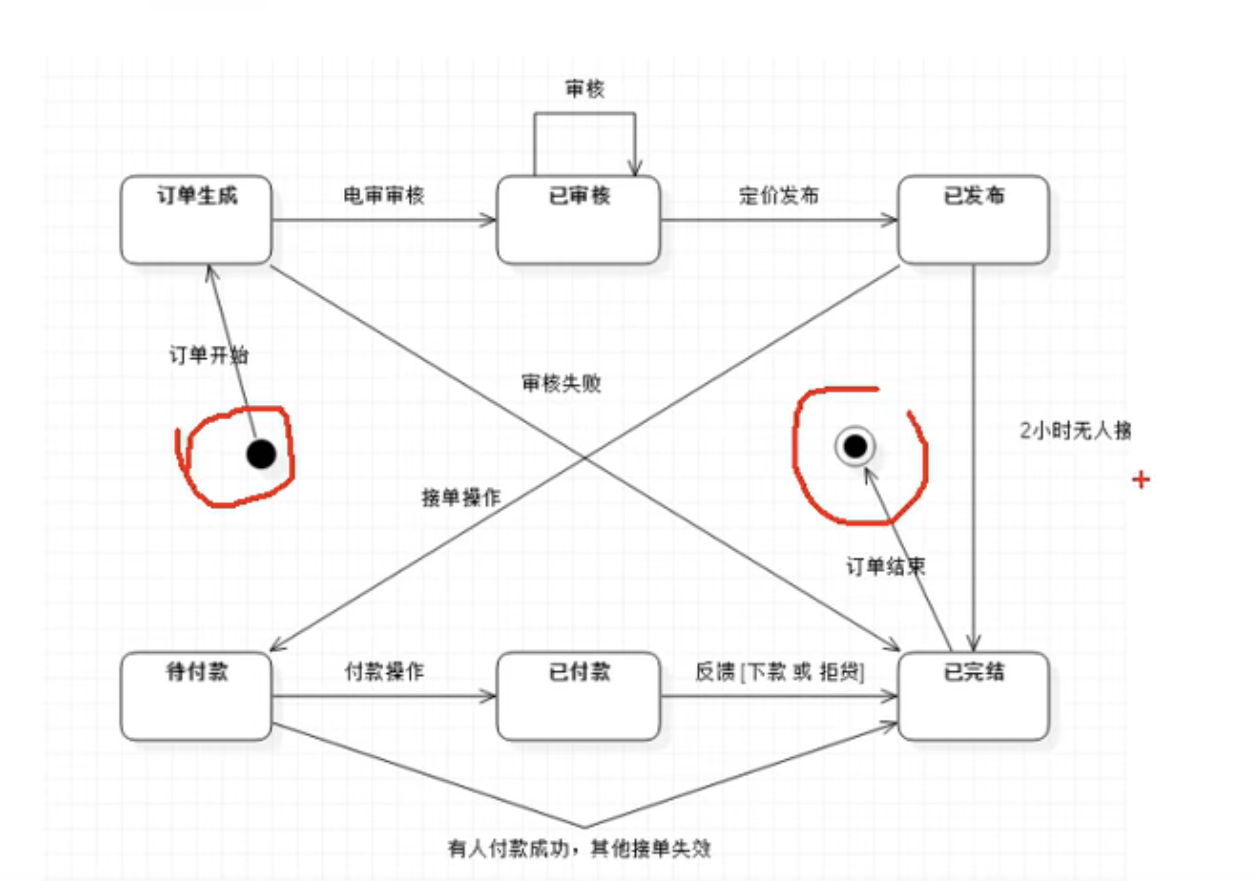 审核
订单生成
电审审核
已审核
定价发布
已发布
订单开始
审核失败
2小时无人接
接单操作
订单结束
待付款
付款操作
已付款
反馈 [下款 或 拒贷]
已完结
有人付款成功，其他接单失效